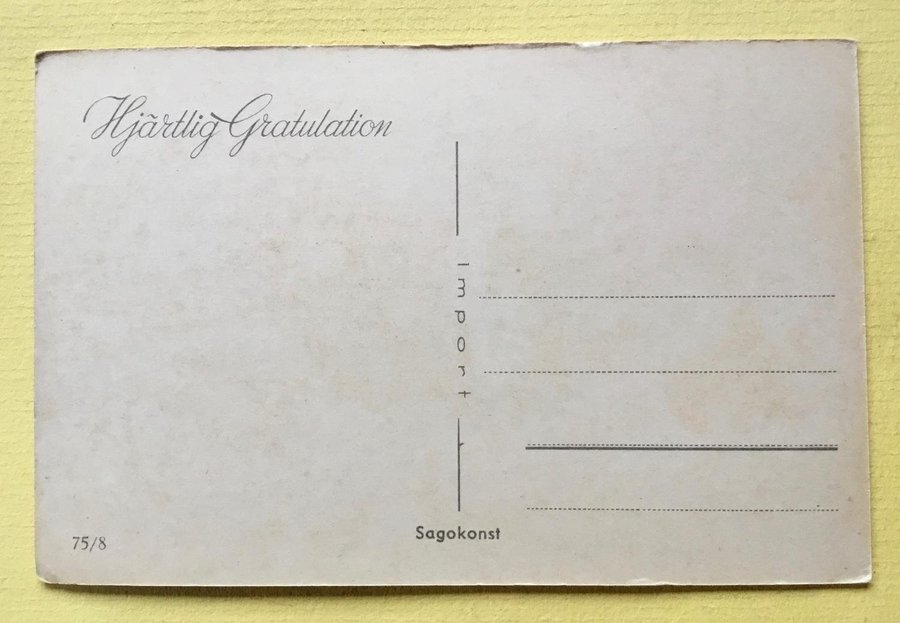 Hjärtlig Gratulation
Import
Sagokonst
75/8